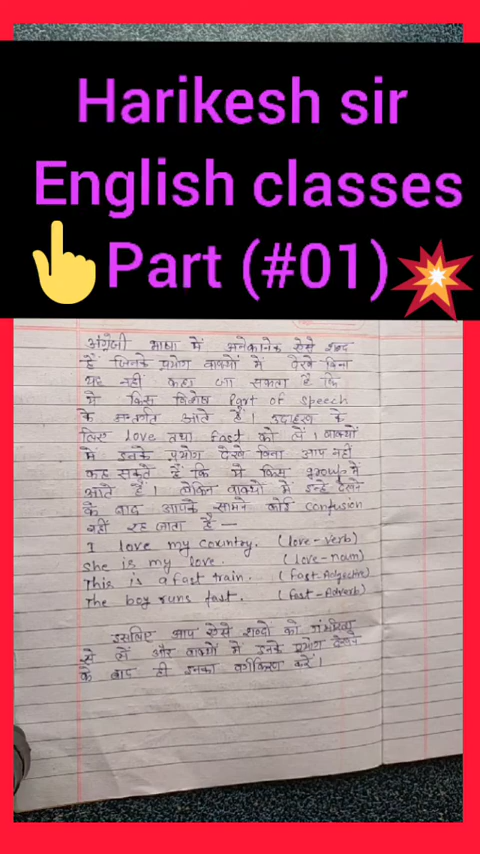 Harikesh sir
English classes
Part (#01)
अंग्रेजी भाषा में अनेकानेक ऐसे शब्द
हैं जिनके प्रयोग वाक्यों में देखे बिना
यह नहीं कहा जा सकता है कि
ये किस विशेष Part of speech
के अन्तर्गत आते हैं। उदाहरण के
लिए love तथा fast को लें। वाक्यों
में इनके प्रयोग देखे बिना आप नहीं
कह सकते हैं कि ये किस group में
आते हैं। लेकिन वाक्यों में इन्हें देखने
के बाद आपके सामने कोई confusion
नहीं रह जाता है —
I love my country. (love-verb)
She is my love. (love-noun)
This is a fast train. (fast-Adjective)
The boy runs fast. (fast-Adverb)
इसलिए आप ऐसे शब्दों को गंभीरता
से लें और वाक्यों में इनके प्रयोग देखने
के बाद ही इनका वर्गीकरण करें।